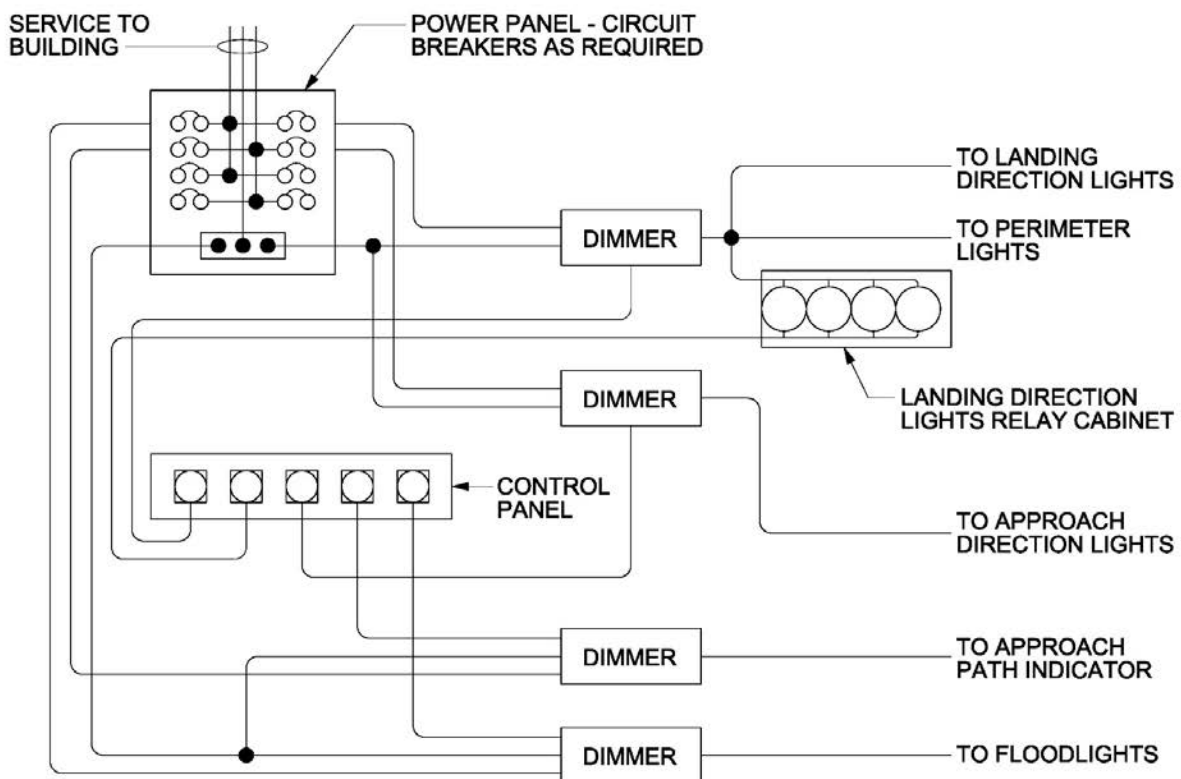 SERVICE TO
BUILDING
POWER PANEL - CIRCUIT
BREAKERS AS REQUIRED
TO LANDING
DIRECTION LIGHTS
DIMMER
TO PERIMETER
LIGHTS
DIMMER
LANDING DIRECTION
LIGHTS RELAY CABINET
CONTROL
PANEL
TO APPROACH
DIRECTION LIGHTS
DIMMER
TO APPROACH
PATH INDICATOR
DIMMER
TO FLOODLIGHTS